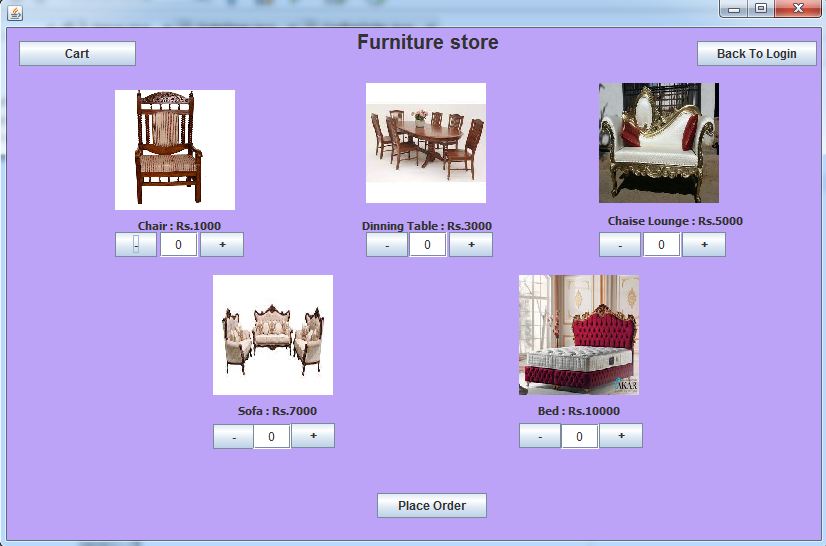 Furniture store
Cart
Back To Login
Chair : Rs.1000
- 0 +
Dinning Table : Rs.3000
- 0 +
Chaise Lounge : Rs.5000
- 0 +
Sofa : Rs.7000
- 0 +
AKAR
Bed : Rs.10000
- 0 +
Place Order